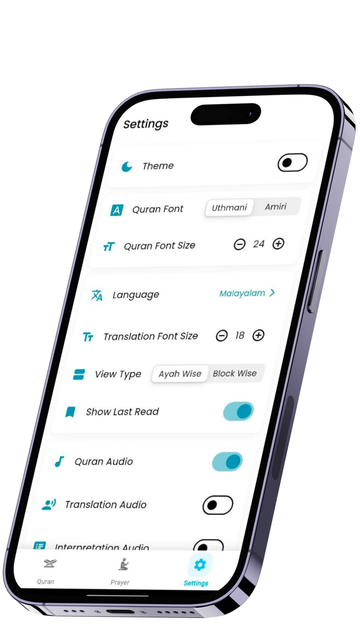 Settings
Theme
Quran Font Uthmani Amiri
Quran Font Size 24
Language Malayalam
Translation Font Size 18
View Type Ayah Wise Block Wise
Show Last Read
Quran Audio
Translation Audio
Interpretation Audio
Quran Prayer Settings